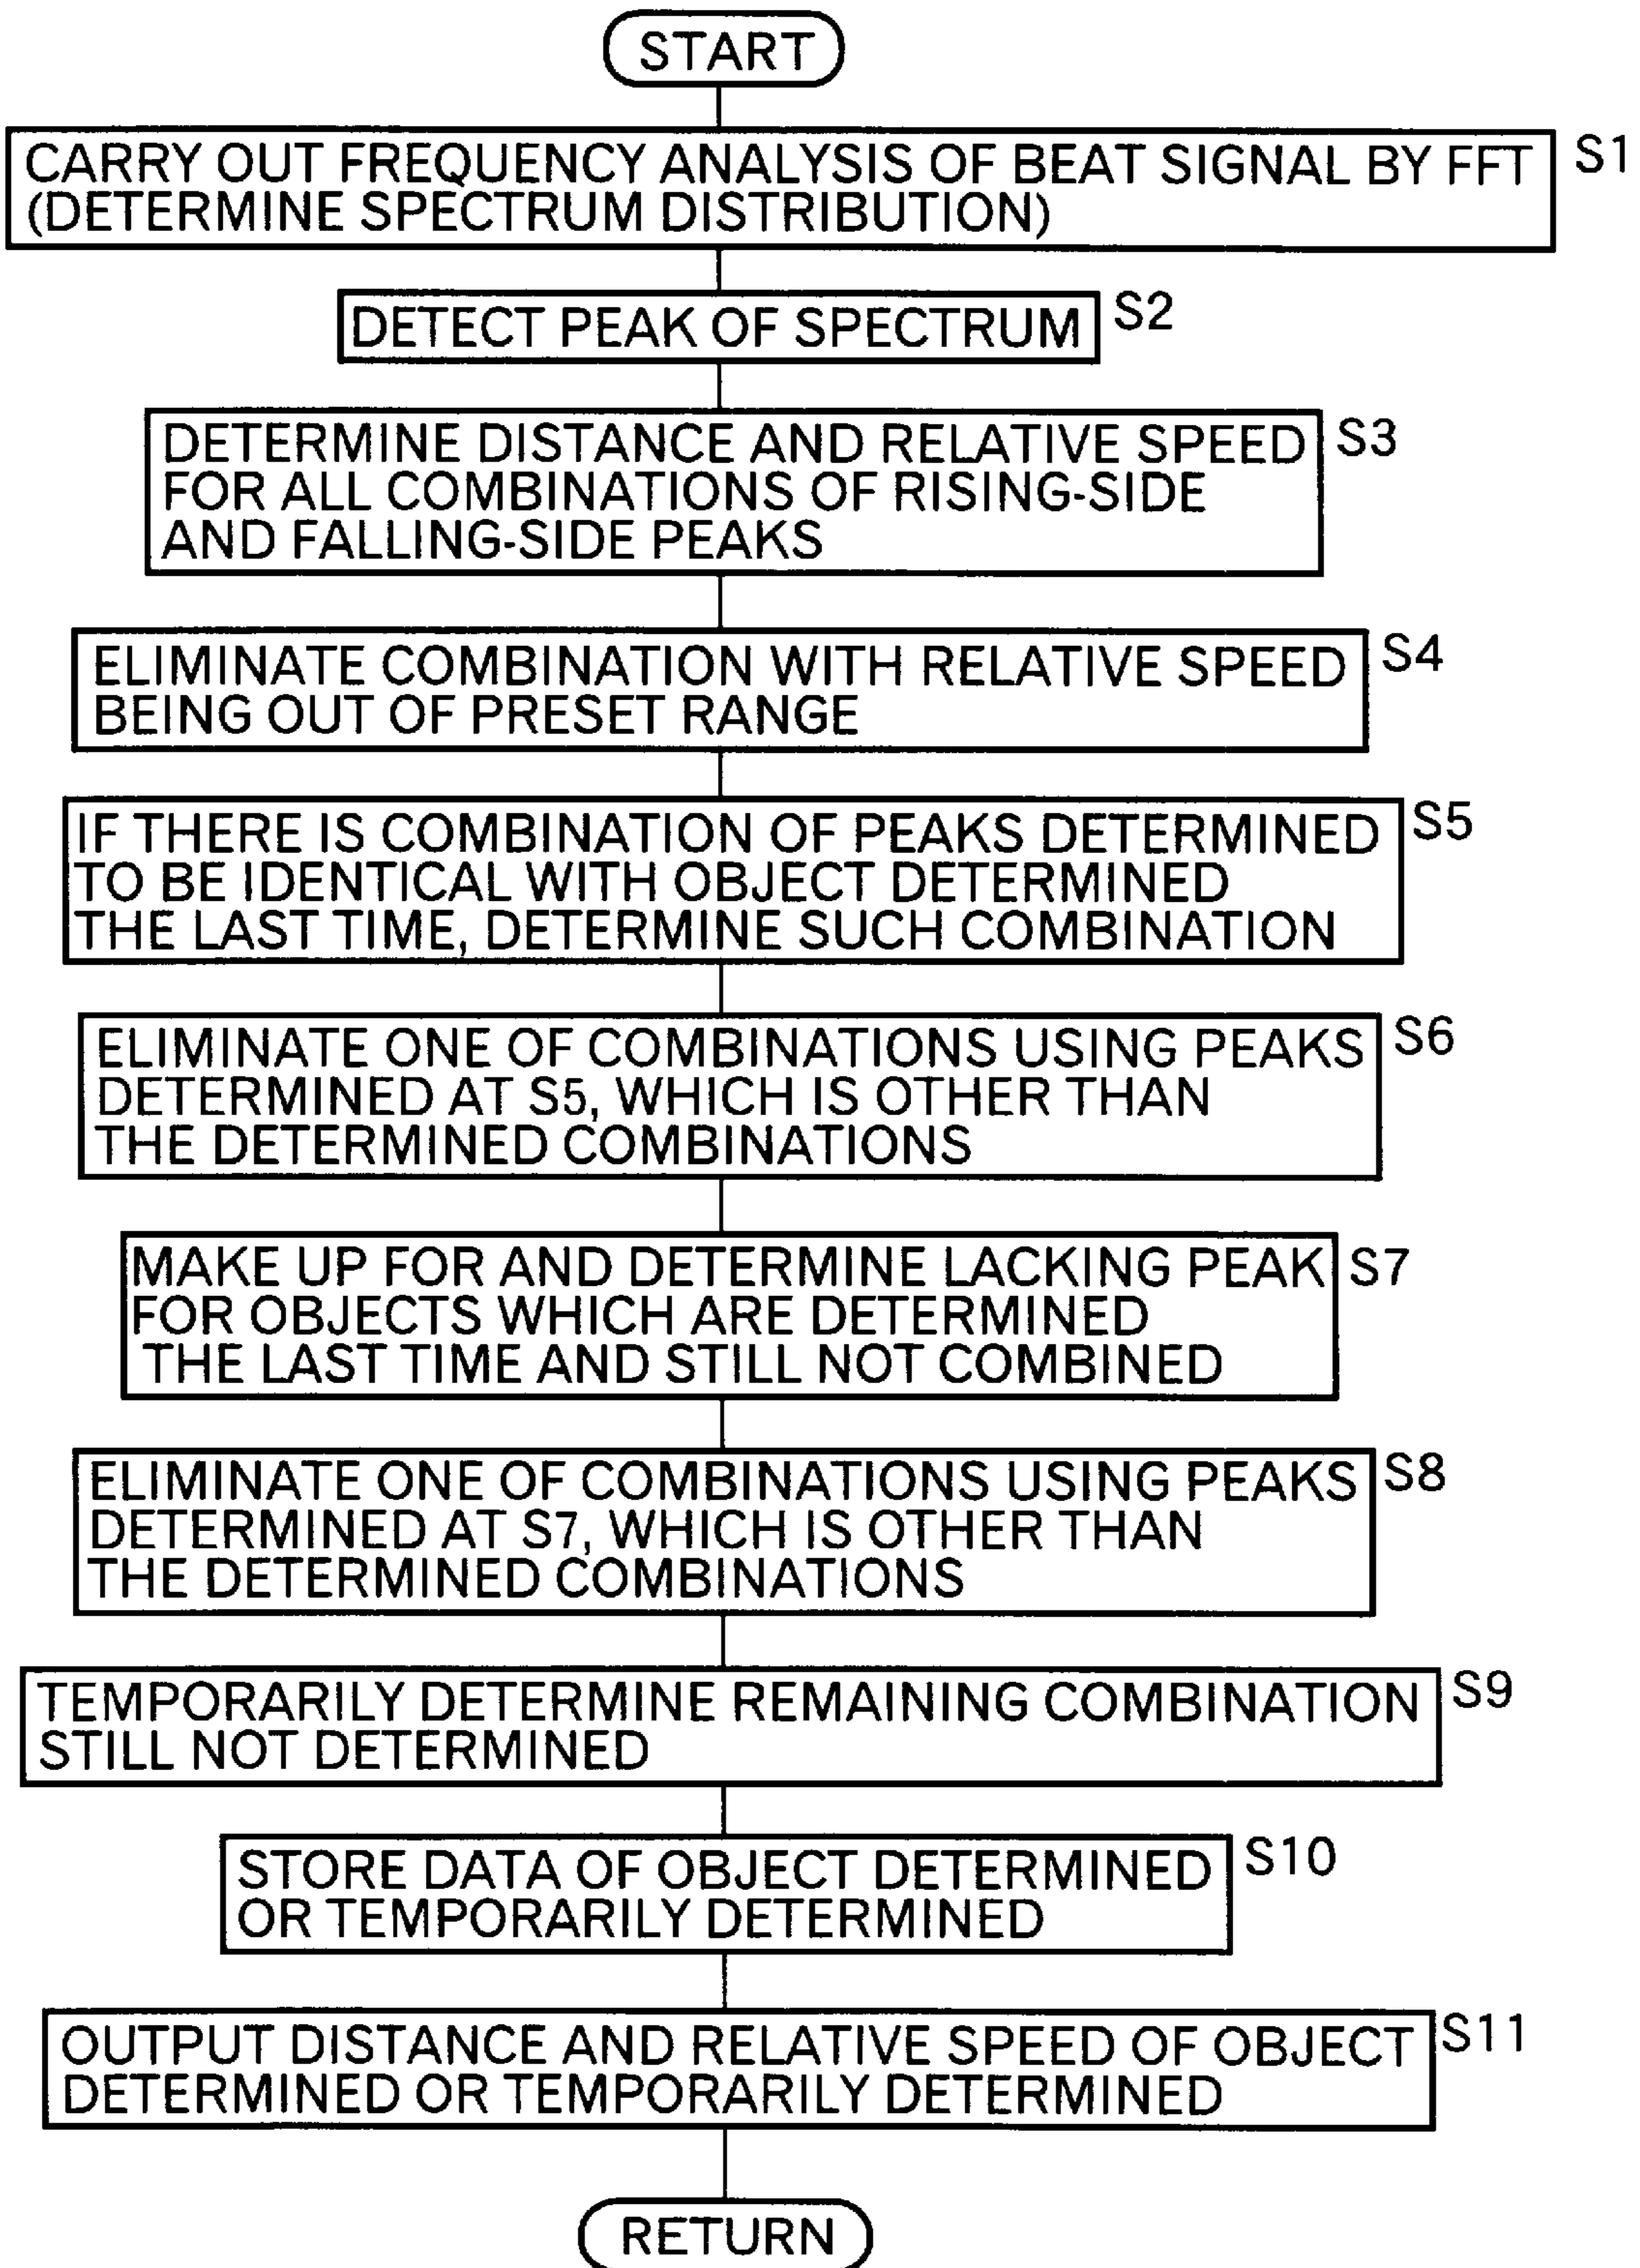 START
CARRY OUT FREQUENCY ANALYSIS OF BEAT SIGNAL BY FFT
(DETERMINE SPECTRUM DISTRIBUTION)
S1
DETECT PEAK OF SPECTRUM
S2
DETERMINE DISTANCE AND RELATIVE SPEED
FOR ALL COMBINATIONS OF RISING-SIDE
AND FALLING-SIDE PEAKS
S3
ELIMINATE COMBINATION WITH RELATIVE SPEED
BEING OUT OF PRESET RANGE
S4
IF THERE IS COMBINATION OF PEAKS DETERMINED
TO BE IDENTICAL WITH OBJECT DETERMINED
THE LAST TIME, DETERMINE SUCH COMBINATION
S5
ELIMINATE ONE OF COMBINATIONS USING PEAKS
DETERMINED AT S5, WHICH IS OTHER THAN
THE DETERMINED COMBINATIONS
S6
MAKE UP FOR AND DETERMINE LACKING PEAK
FOR OBJECTS WHICH ARE DETERMINED
THE LAST TIME AND STILL NOT COMBINED
S7
ELIMINATE ONE OF COMBINATIONS USING PEAKS
DETERMINED AT S7, WHICH IS OTHER THAN
THE DETERMINED COMBINATIONS
S8
TEMPORARILY DETERMINE REMAINING COMBINATION
STILL NOT DETERMINED
S9
STORE DATA OF OBJECT DETERMINED
OR TEMPORARILY DETERMINED
S10
OUTPUT DISTANCE AND RELATIVE SPEED OF OBJECT
DETERMINED OR TEMPORARILY DETERMINED
S11
RETURN